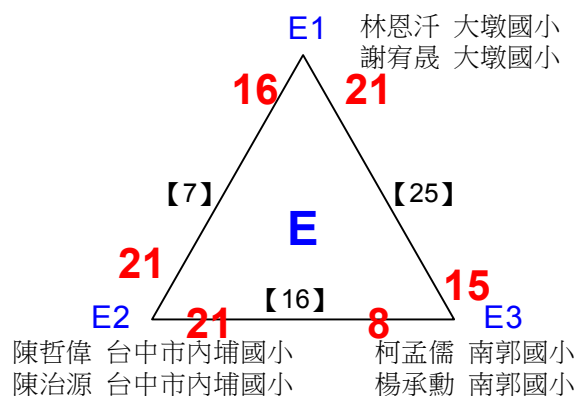 E1
林恩汘 大墩國小
謝宥晟 大墩國小
16
21
【7】
【25】
E
21
15
【16】
E2
21
8
E3
陳哲偉 台中市內埔國小
柯孟儒 南郭國小
陳治源 台中市內埔國小
楊承勳 南郭國小